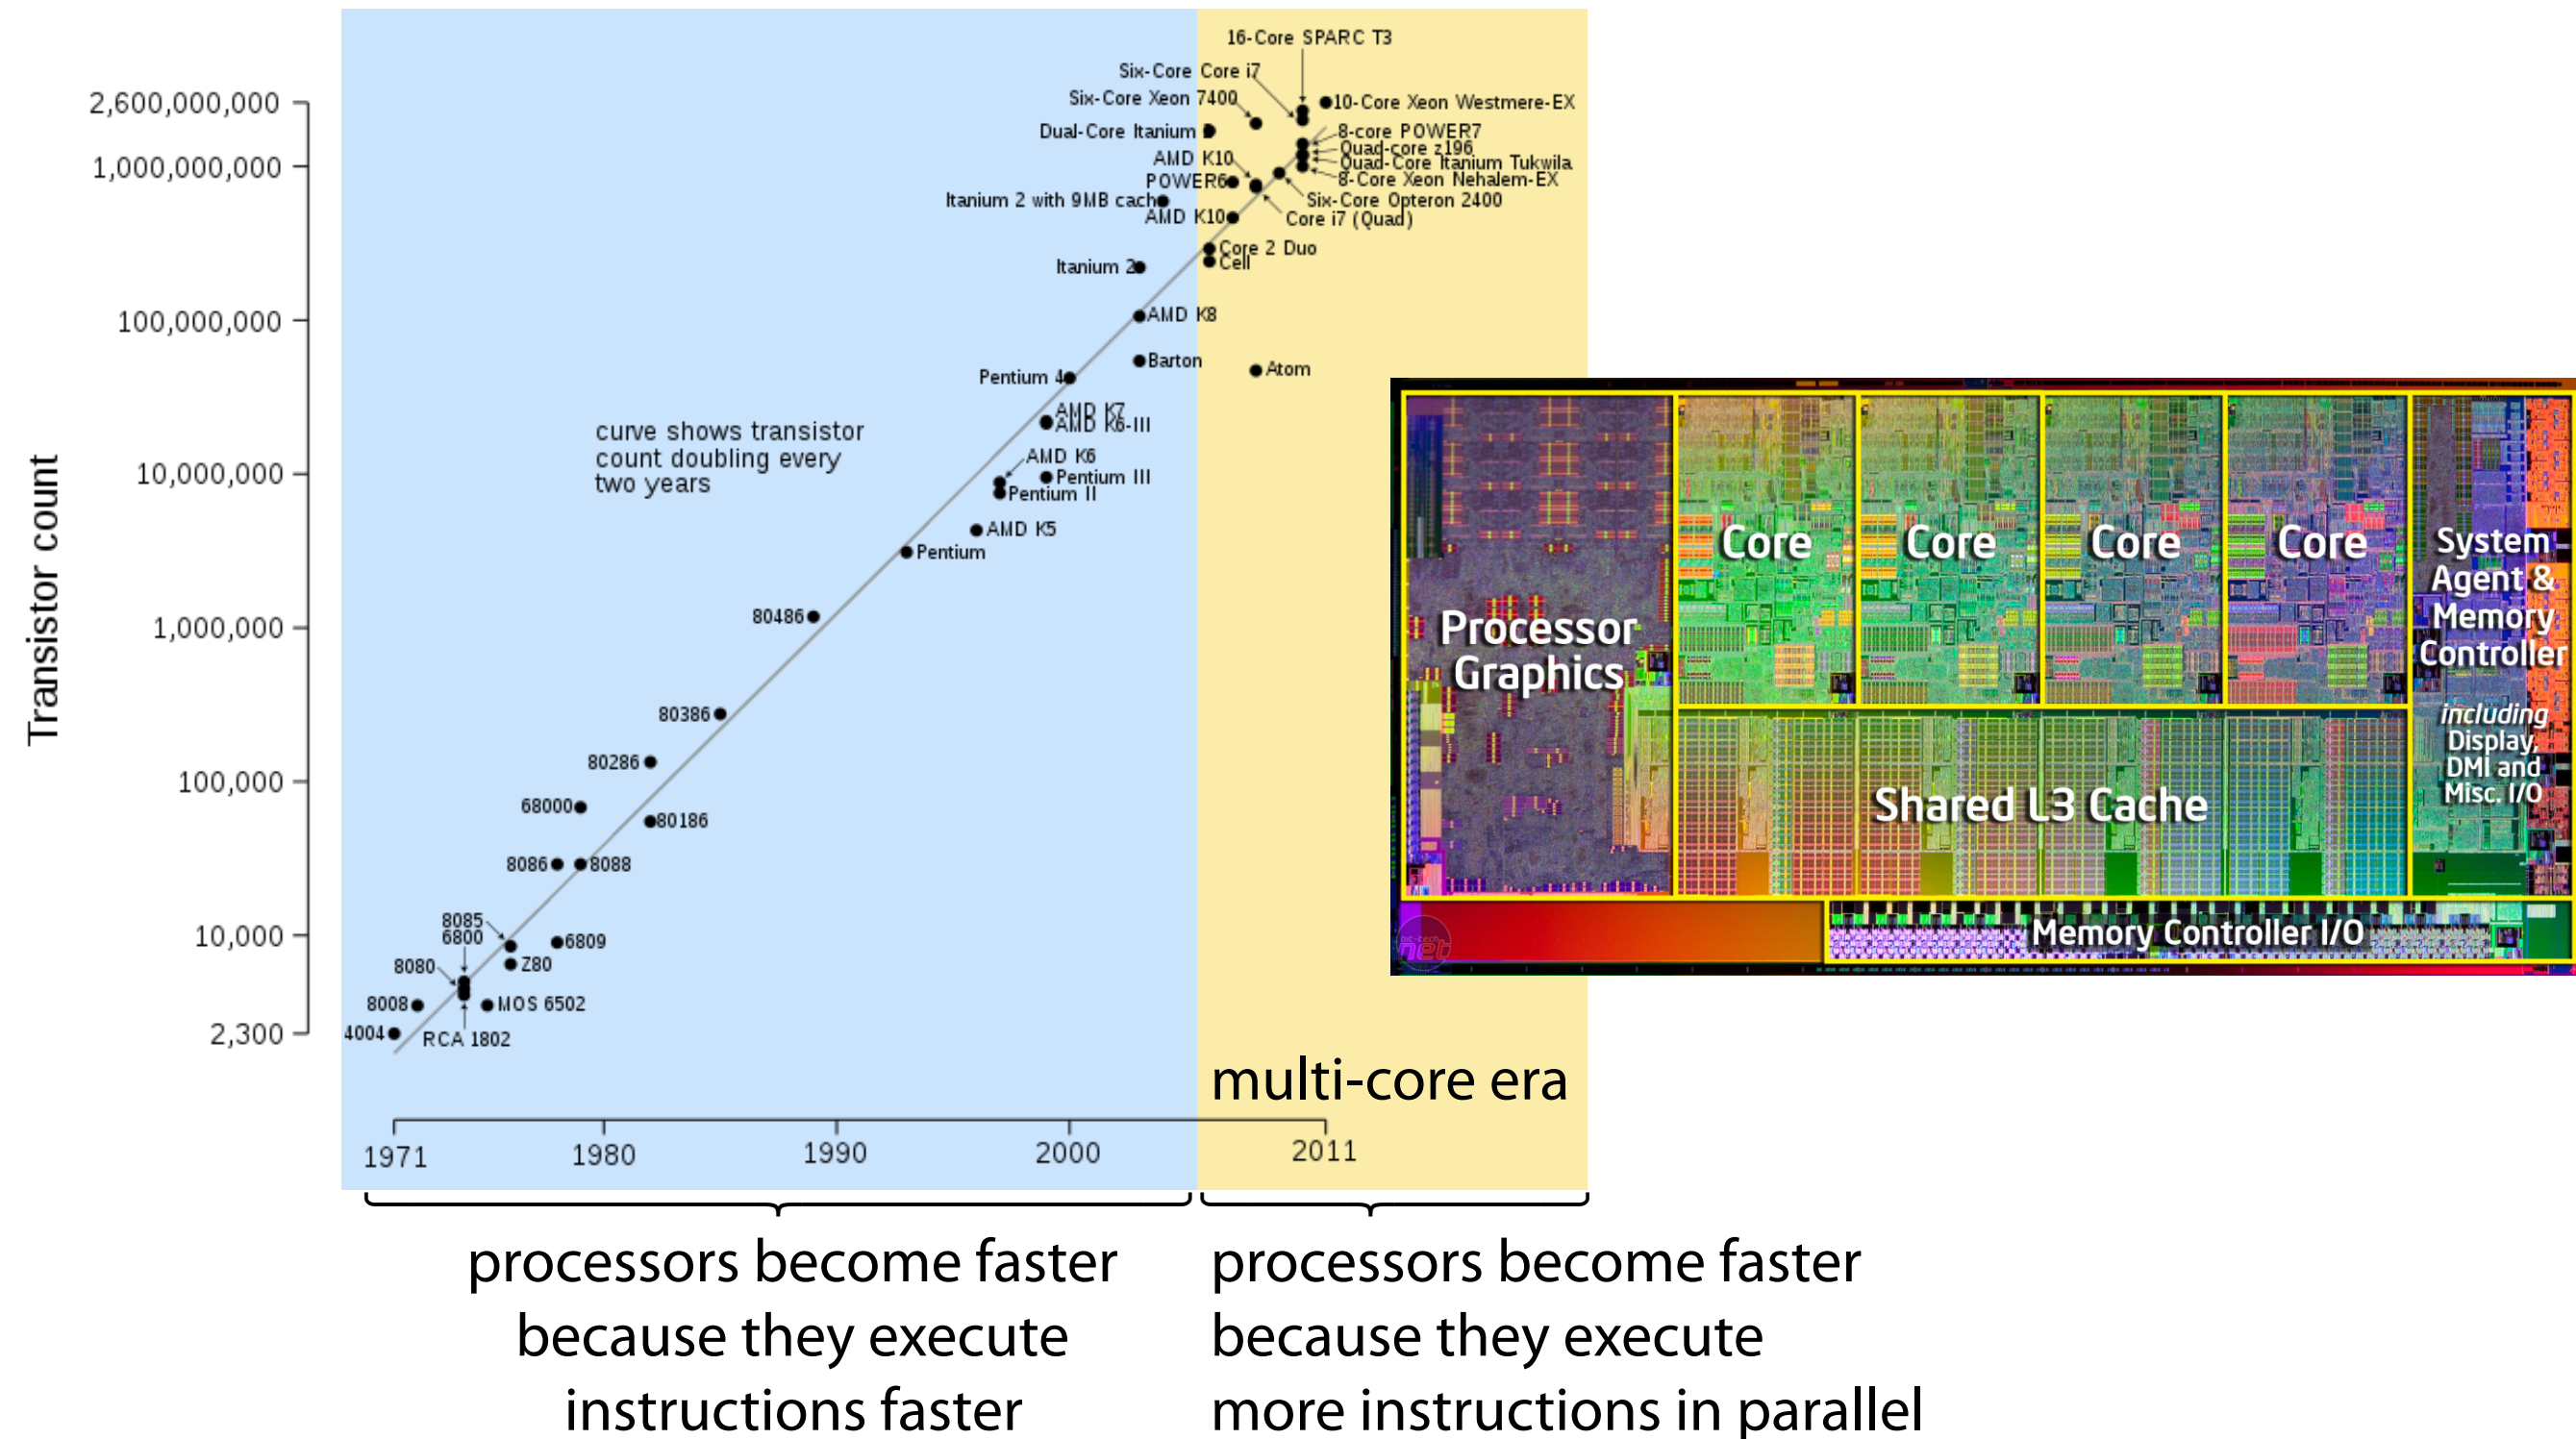 16-Core SPARC T3
Six-Core Core i7
Six-Core Xeon 7400
10-Core Xeon Westmere-EX
Dual-Core Itanium
8-core POWER7
Quad-core z196
Quad-Core Itanium Tukwila
8-Core Xeon Nehalem-EX
AMD K10
POWER6
Itanium 2 with 9MB cache
AMD K10
Six-Core Opteron 2400
Core i7 (Quad)
Core 2 Duo
Cell
Itanium 2
AMD K8
Barton
Atom
Pentium 4
AMD K7
AMD K6-III
curve shows transistor
count doubling every
two years
AMD K6
Pentium III
Pentium II
AMD K5
Pentium
80486
80386
80286
68000
80186
8086
8088
8085
6800
6809
8080
Z80
8008
MOS 6502
4004
RCA 1802
Transistor count
2,600,000,000
1,000,000,000
100,000,000
10,000,000
1,000,000
100,000
10,000
2,300
1971
1980
1990
2000
2011
multi-core era
Processor
Graphics
Core
Core
Core
Core
System
Agent &
Memory
Controller
including
Display,
DMI and
Misc. I/O
Shared L3 Cache
Memory Controller I/O
bit-tech
net
processors become faster
because they execute
instructions faster
processors become faster
because they execute
more instructions in parallel